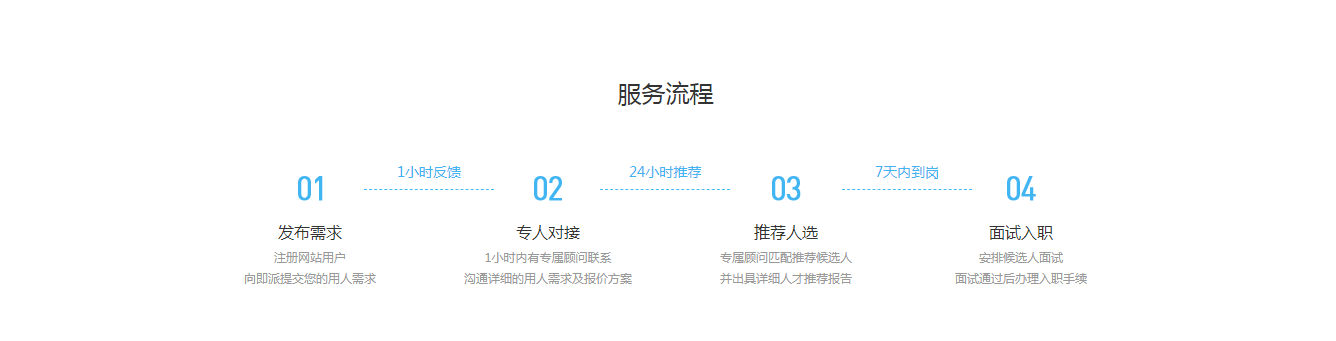 服务流程
01
1小时反馈
02
24小时推荐
03
7天内到岗
04
发布需求
注册网站用户
向即派提交您的用人需求
专人对接
1小时内有专属顾问联系
沟通详细的用人需求及报价方案
推荐人选
专属顾问匹配推荐候选人
并出具详细人才推荐报告
面试入职
安排候选人面试
面试通过后办理入职手续